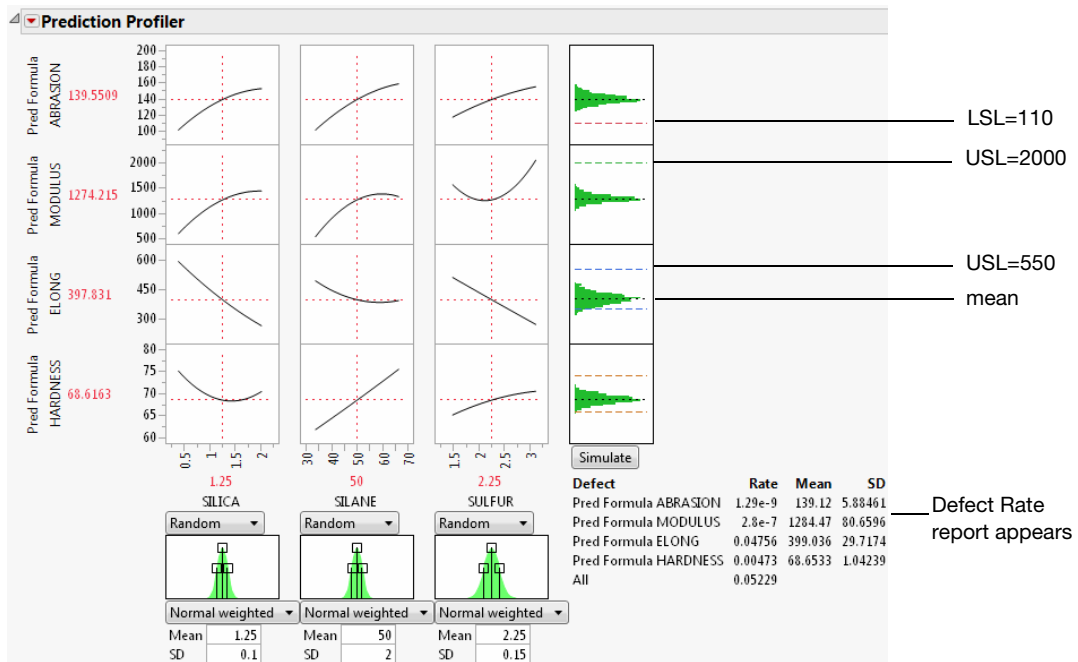 Prediction Profiler
Pred Formula
ABRASION
139.5509
200
180
160
140
120
100
LSL=110
Pred Formula
MODULUS
1274.215
2000
1500
1000
500
USL=2000
Pred Formula
ELONG
397.831
600
450
300
USL=550
mean
Pred Formula
HARDNESS
68.6163
80
75
70
65
60
0.5 1 1.5 2
30 40 50 60 70
1.5 2 2.5 3
1.25 50 2.25
SILICA SILANE SULFUR
Random Random Random
Normal weighted Normal weighted Normal weighted
Mean 1.25 Mean 50 Mean 2.25
SD 0.1 SD 2 SD 0.15
Simulate
Defect Rate Mean SD
Pred Formula ABRASION 1.29e-9 139.12 5.88461
Pred Formula MODULUS 2.8e-7 1284.47 80.6596
Pred Formula ELONG 0.04756 399.036 29.7174
Pred Formula HARDNESS 0.00473 68.6533 1.04239
All 0.05229
Defect Rate
report appears